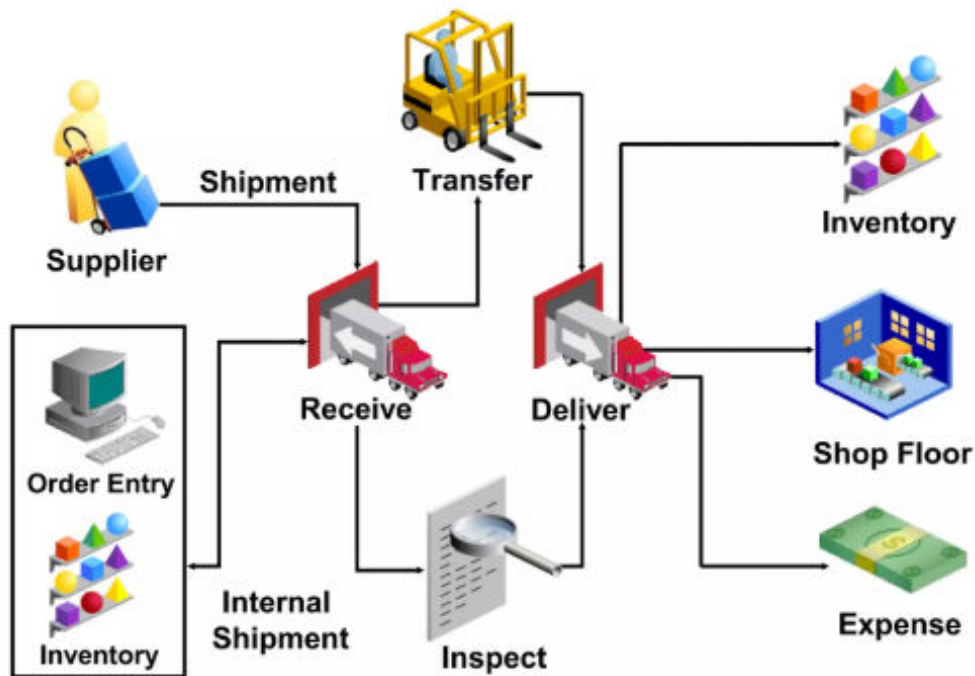 Transfer
Shipment
Inventory
Supplier
Receive
Deliver
Shop Floor
Order Entry
Internal
Shipment
Inventory
Inspect
Expense